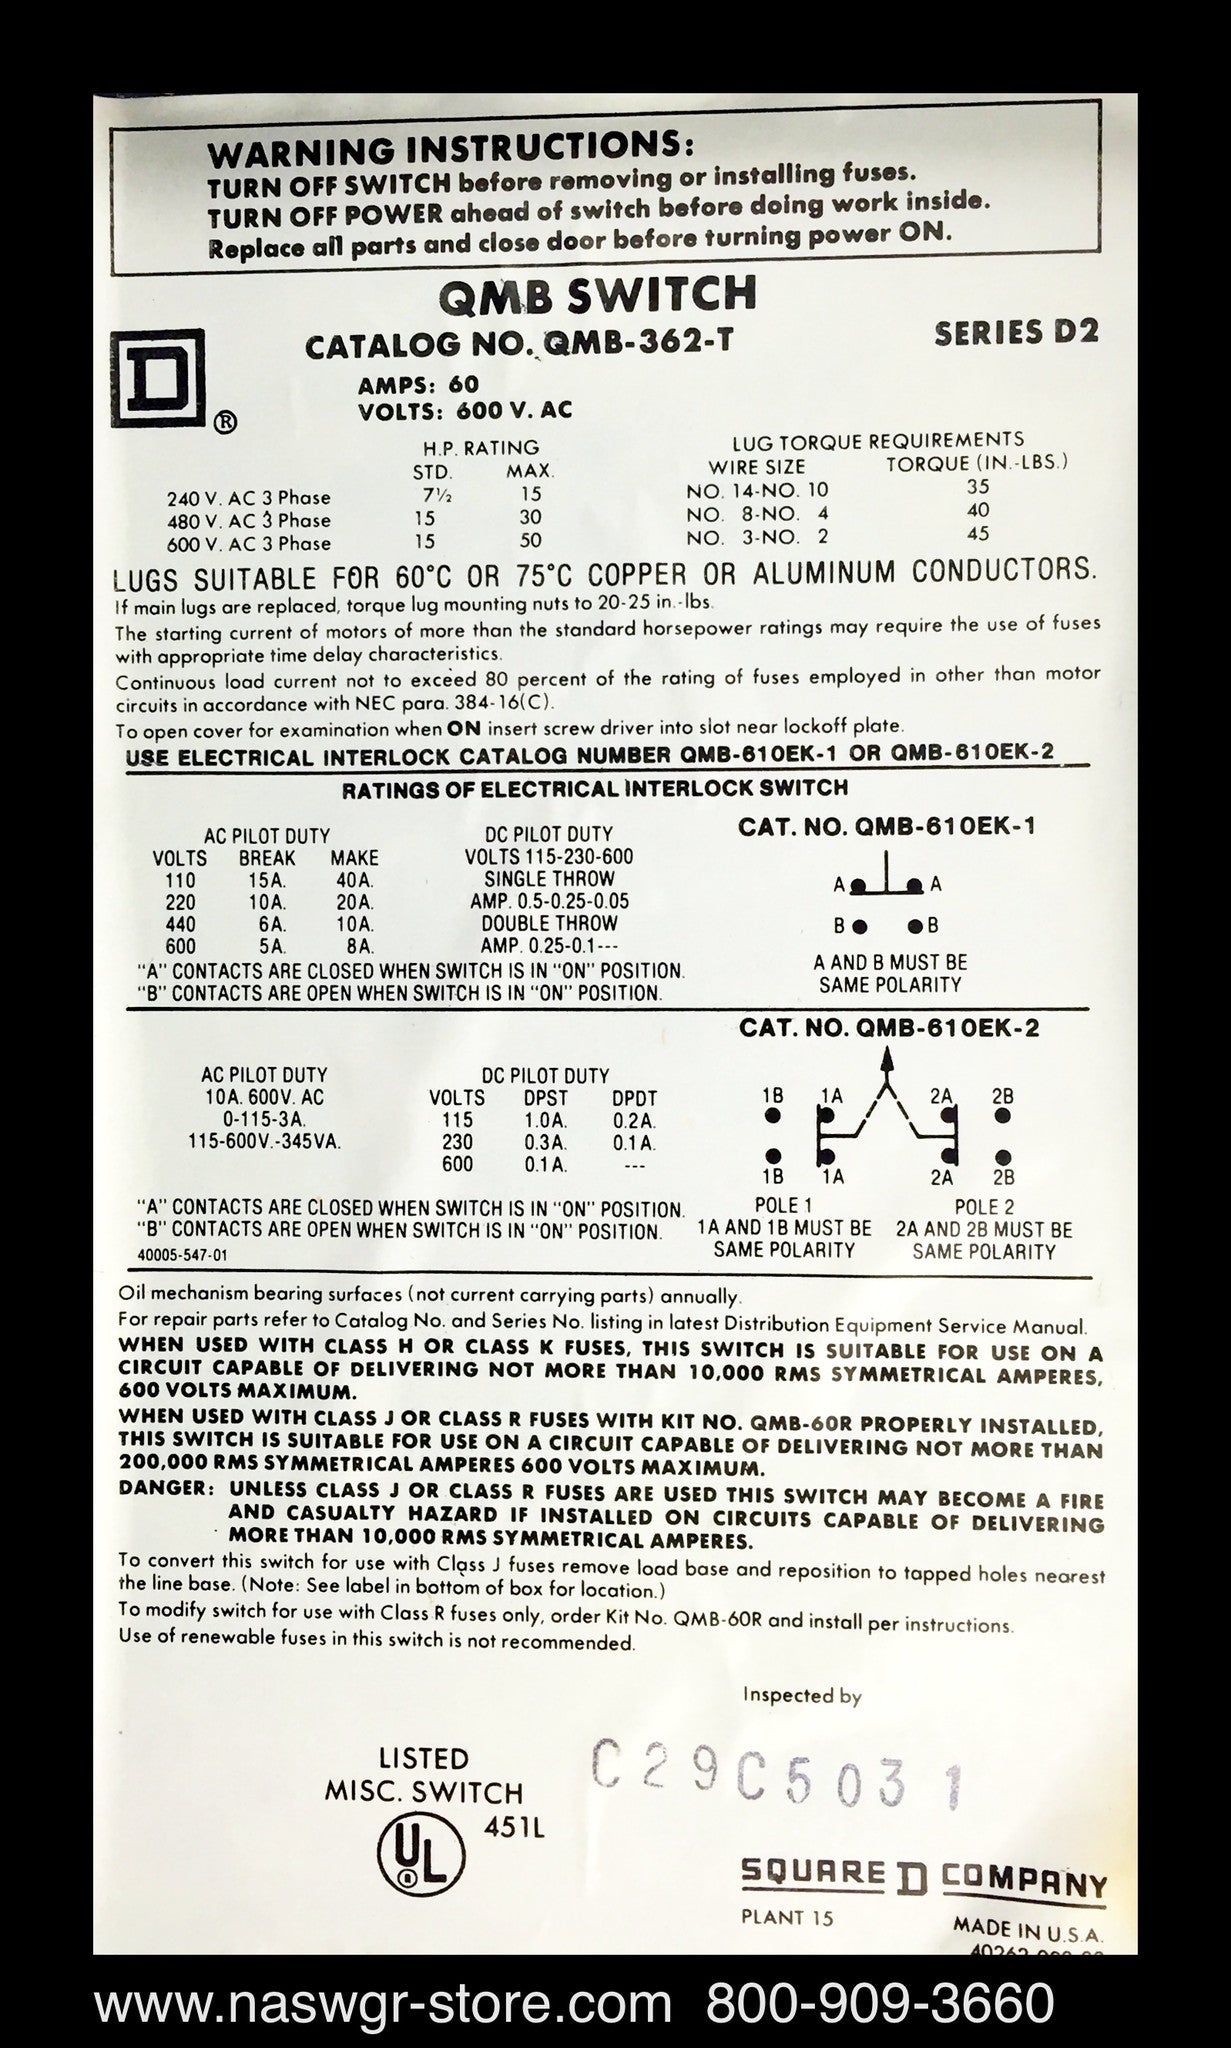 WARNING INSTRUCTIONS:
TURN OFF SWITCH before removing or installing fuses.
TURN OFF POWER ahead of switch before doing work inside.
Replace all parts and close door before turning power ON.
QMB SWITCH
CATALOG NO. QMB-362-T
SERIES D2
D
®
AMPS: 60
VOLTS: 600 V. AC
H.P. RATING
STD. MAX.
240 V. AC 3 Phase 7½ 15
480 V. AC 3 Phase 15 30
600 V. AC 3 Phase 15 50
LUG TORQUE REQUIREMENTS
WIRE SIZE TORQUE (IN.-LBS.)
NO. 14-NO. 10 35
NO. 8-NO. 4 40
NO. 3-NO. 2 45
LUGS SUITABLE FOR 60°C OR 75°C COPPER OR ALUMINUM CONDUCTORS.
If main lugs are replaced, torque lug mounting nuts to 20-25 in.-lbs.
The starting current of motors of more than the standard horsepower ratings may require the use of fuses
with appropriate time delay characteristics.
Continuous load current not to exceed 80 percent of the rating of fuses employed in other than motor
circuits in accordance with NEC para. 384-16(C).
To open cover for examination when ON insert screw driver into slot near lockoff plate.
USE ELECTRICAL INTERLOCK CATALOG NUMBER QMB-610EK-1 OR QMB-610EK-2
RATINGS OF ELECTRICAL INTERLOCK SWITCH
AC PILOT DUTY
VOLTS BREAK MAKE
110 15A. 40A.
220 10A. 20A.
440 6A. 10A.
600 5A. 8A.
DC PILOT DUTY
VOLTS 115-230-600
SINGLE THROW
AMP. 0.5-0.25-0.05
DOUBLE THROW
AMP. 0.25-0.1---
"A" CONTACTS ARE CLOSED WHEN SWITCH IS IN "ON" POSITION.
"B" CONTACTS ARE OPEN WHEN SWITCH IS IN "ON" POSITION.
CAT. NO. QMB-610EK-1
A A
B B
A AND B MUST BE
SAME POLARITY
CAT. NO. QMB-610EK-2
AC PILOT DUTY
10A. 600V. AC
0-115-3A.
115-600V.-345VA.
DC PILOT DUTY
VOLTS DPST DPDT
115 1.0A. 0.2A.
230 0.3A. 0.1A.
600 0.1A. ---
1B 1A 2A 2B
1B 1A 2A 2B
POLE 1 POLE 2
1A AND 1B MUST BE 2A AND 2B MUST BE
SAME POLARITY SAME POLARITY
"A" CONTACTS ARE CLOSED WHEN SWITCH IS IN "ON" POSITION.
"B" CONTACTS ARE OPEN WHEN SWITCH IS IN "ON" POSITION.
40005-547-01
Oil mechanism bearing surfaces (not current carrying parts) annually.
For repair parts refer to Catalog No. and Series No. listing in latest Distribution Equipment Service Manual.
WHEN USED WITH CLASS H OR CLASS K FUSES, THIS SWITCH IS SUITABLE FOR USE ON A
CIRCUIT CAPABLE OF DELIVERING NOT MORE THAN 10,000 RMS SYMMETRICAL AMPERES,
600 VOLTS MAXIMUM.
WHEN USED WITH CLASS J OR CLASS R FUSES WITH KIT NO. QMB-60R PROPERLY INSTALLED,
THIS SWITCH IS SUITABLE FOR USE ON A CIRCUIT CAPABLE OF DELIVERING NOT MORE THAN
200,000 RMS SYMMETRICAL AMPERES 600 VOLTS MAXIMUM.
DANGER: UNLESS CLASS J OR CLASS R FUSES ARE USED THIS SWITCH MAY BECOME A FIRE
AND CASUALTY HAZARD IF INSTALLED ON CIRCUITS CAPABLE OF DELIVERING
MORE THAN 10,000 RMS SYMMETRICAL AMPERES.
To convert this switch for use with Class J fuses remove load base and reposition to tapped holes nearest
the line base. (Note: See label in bottom of box for location.)
To modify switch for use with Class R fuses only, order Kit No. QMB-60R and install per instructions.
Use of renewable fuses in this switch is not recommended.
Inspected by
C29C5031
LISTED
MISC. SWITCH
451L
UL
SQUARE D COMPANY
PLANT 15
MADE IN U.S.A.
www.naswgr-store.com 800-909-3660